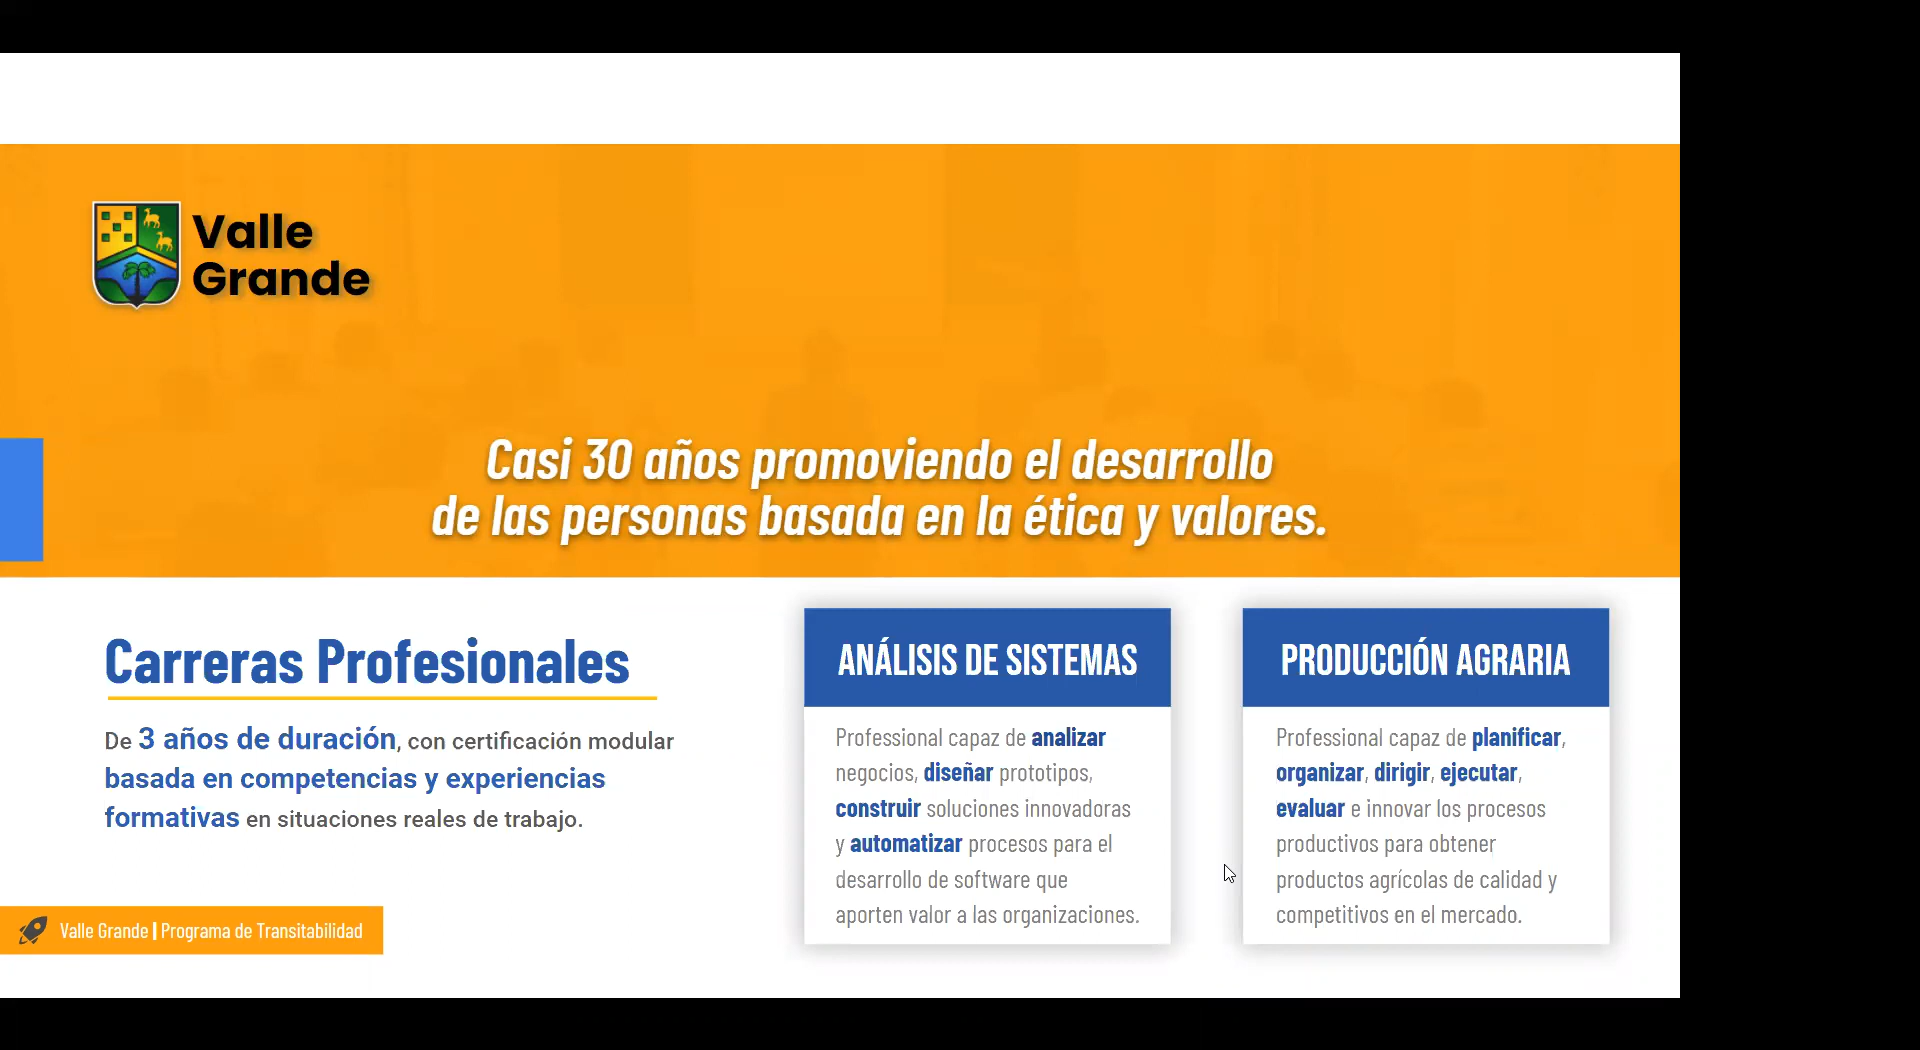 Valle
Grande
Casi 30 años promoviendo el desarrollo
de las personas basada en la ética y valores.
Carreras Profesionales
De 3 años de duración, con certificación modular
basada en competencias y experiencias
formativas en situaciones reales de trabajo.
ANÁLISIS DE SISTEMAS
Professional capaz de analizar
negocios, diseñar prototipos,
construir soluciones innovadoras
y automatizar procesos para el
desarrollo de software que
aporten valor a las organizaciones.
PRODUCCIÓN AGRARIA
Professional capaz de planificar,
organizar, dirigir, ejecutar,
evaluar e innovar los procesos
productivos para obtener
productos agrícolas de calidad y
competitivos en el mercado.
Valle Grande | Programa de Transitabilidad